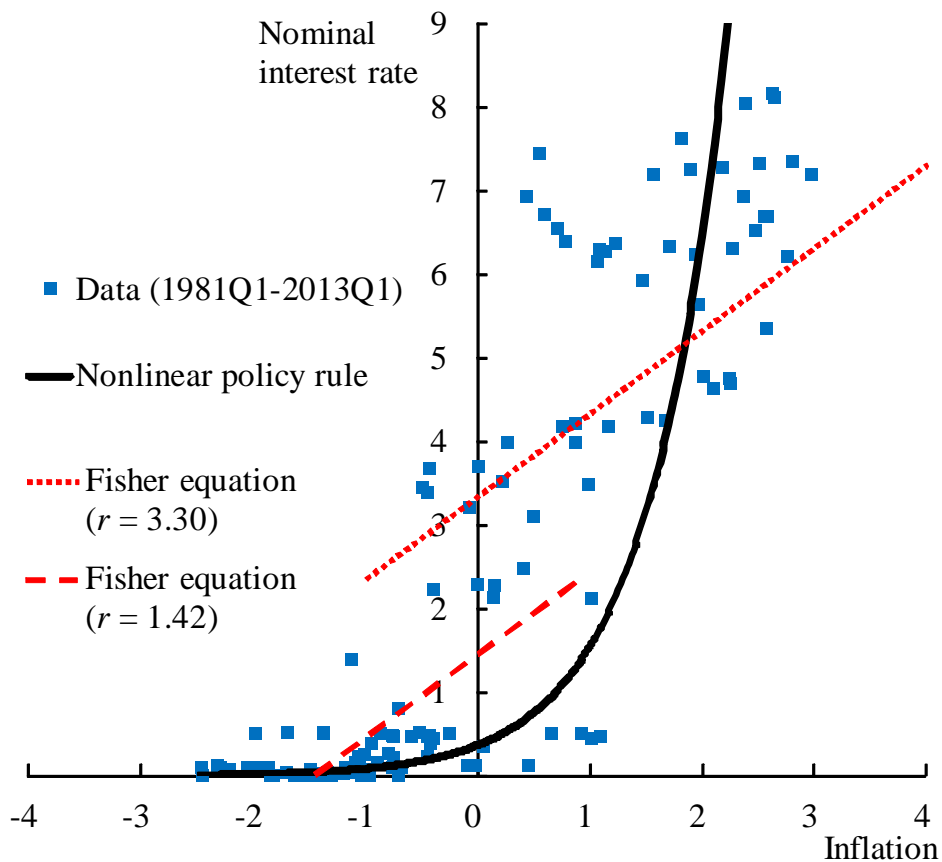 Nominal
interest rate
9
8
7
6
5
4
3
2
1
Data (1981Q1-2013Q1)
Nonlinear policy rule
Fisher equation
(r = 3.30)
Fisher equation
(r = 1.42)
-4 -3 -2 -1 0 1 2 3 4
Inflation